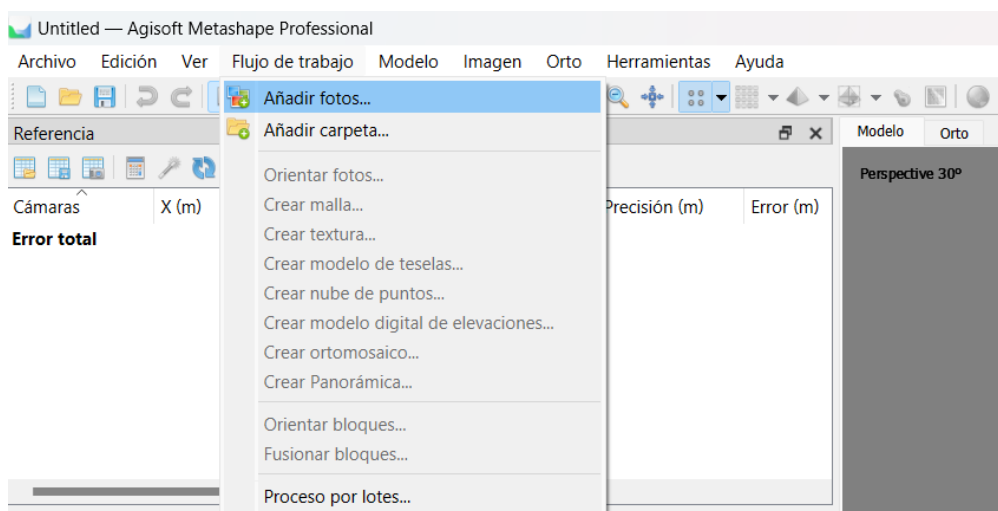 Untitled — Agisoft Metashape Professional
Archivo Edición Ver Flujo de trabajo Modelo Imagen Orto Herramientas Ayuda
Añadir fotos...
Referencia
Añadir carpeta...
Modelo Orto
Orientar fotos...
Perspective 30º
Cámaras X (m)
Crear malla...
Precisión (m) Error (m)
Error total
Crear textura...
Crear modelo de teselas...
Crear nube de puntos...
Crear modelo digital de elevaciones...
Crear ortomosaico...
Crear Panorámica...
Orientar bloques...
Fusionar bloques...
Proceso por lotes...